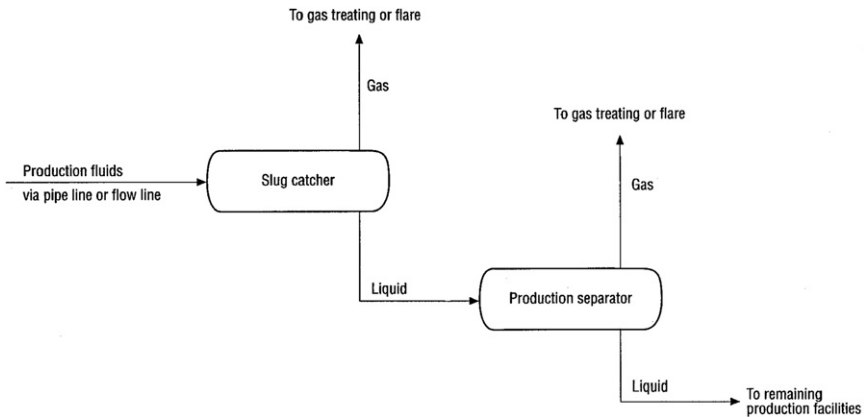 To gas treating or flare
Gas
To gas treating or flare
Production fluids
via pipe line or flow line
Slug catcher
Gas
Liquid
Production separator
Liquid
To remaining
production facilities